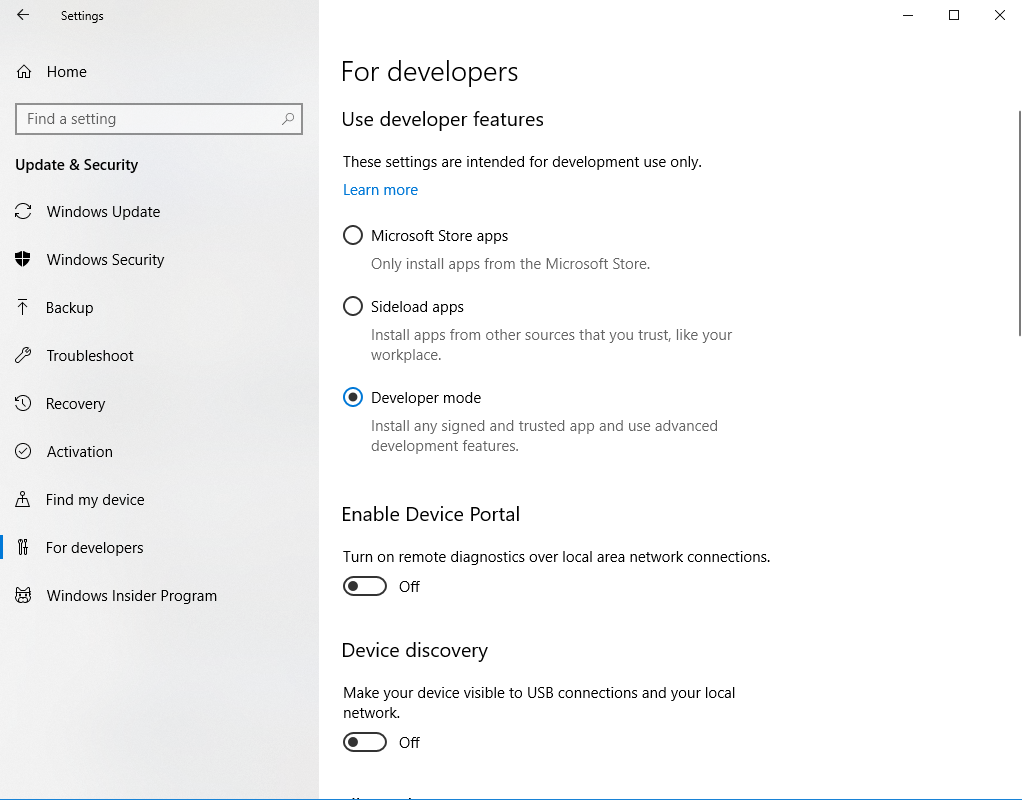 Settings
Home
Find a setting
Update & Security
Windows Update
Windows Security
Backup
Troubleshoot
Recovery
Activation
Find my device
For developers
Windows Insider Program
For developers
Use developer features
These settings are intended for development use only.
Learn more
Microsoft Store apps
Only install apps from the Microsoft Store.
Sideload apps
Install apps from other sources that you trust, like your
workplace.
Developer mode
Install any signed and trusted app and use advanced
development features.
Enable Device Portal
Turn on remote diagnostics over local area network connections.
Off
Device discovery
Make your device visible to USB connections and your local
network.
Off